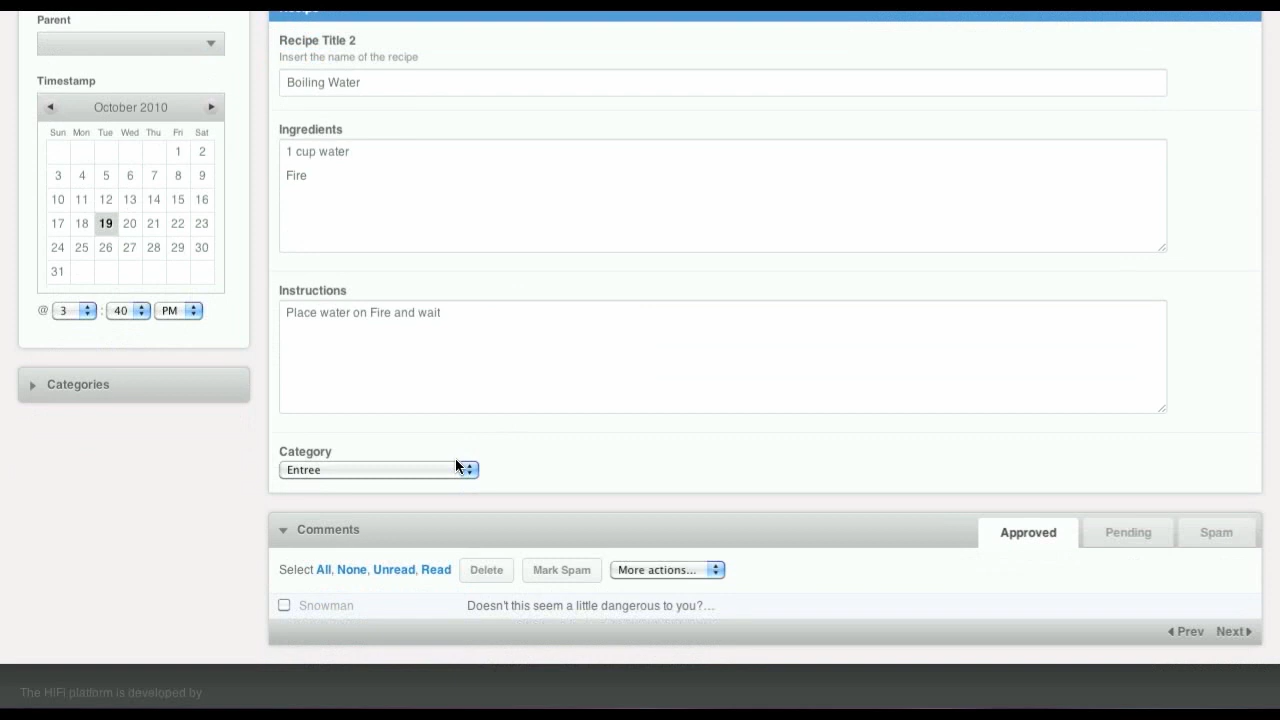 Parent
Timestamp
October 2010
Sun Mon Tue Wed Thu Fri Sat
1 2
3 4 5 6 7 8 9
10 11 12 13 14 15 16
17 18 19 20 21 22 23
24 25 26 27 28 29 30
31
@ 3 : 40 PM
Categories
Recipe Title 2
Insert the name of the recipe
Boiling Water
Ingredients
1 cup water
Fire
Instructions
Place water on Fire and wait
Category
Entree
Comments
Approved Pending Spam
Select All, None, Unread, Read Delete Mark Spam More actions...
Snowman Doesn't this seem a little dangerous to you?...
Prev Next
The HiFi platform is developed by